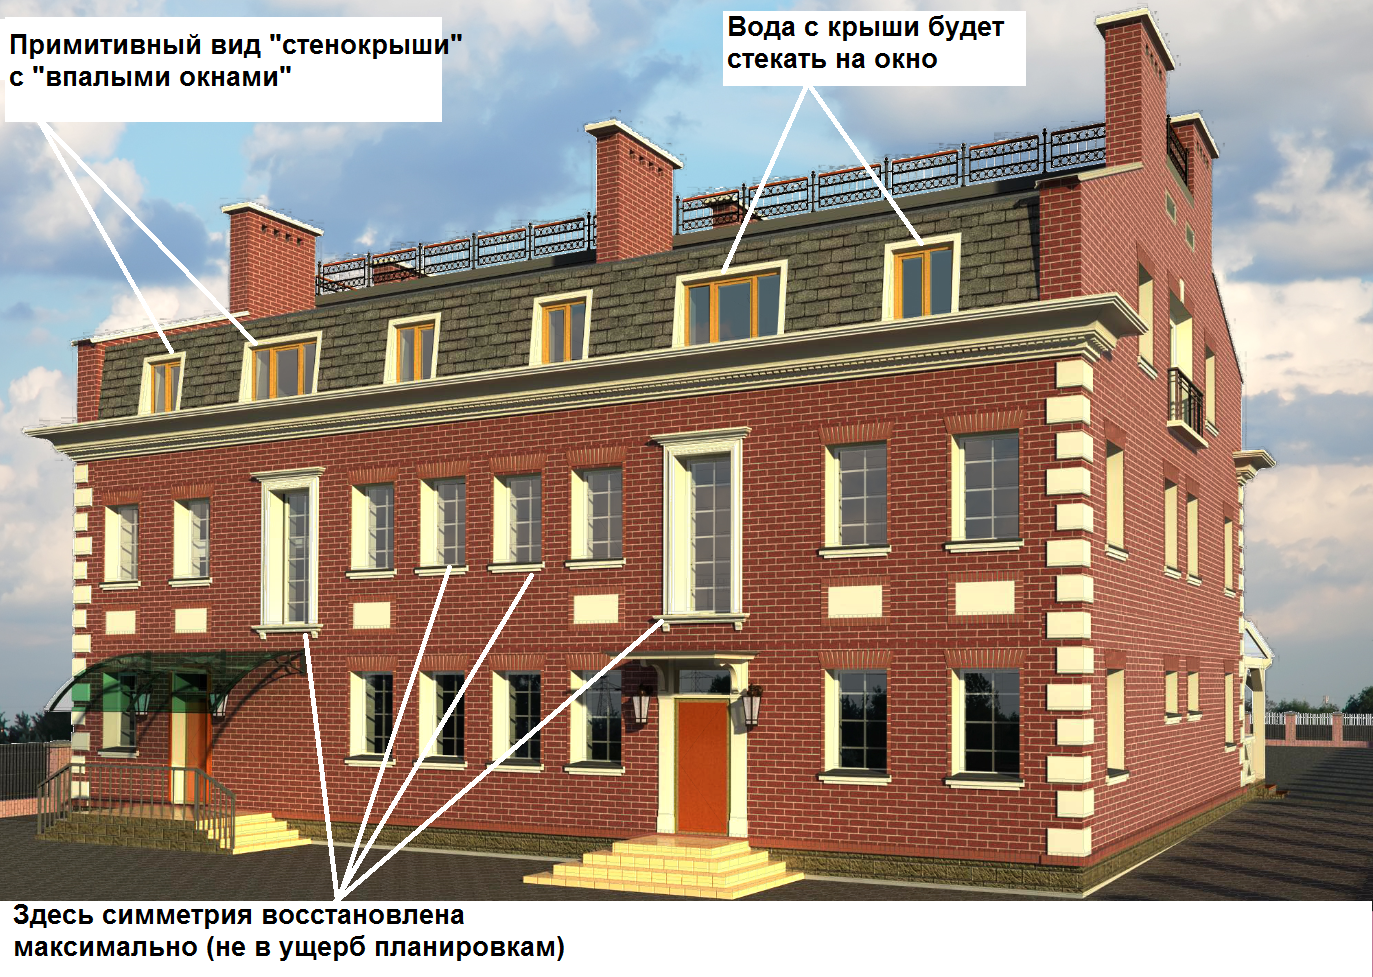 Примитивный вид "стенокрыши"
с "впалыми окнами"
Вода с крыши будет
стекать на окно
Здесь симметрия восстановлена
максимально (не в ущерб планировкам)